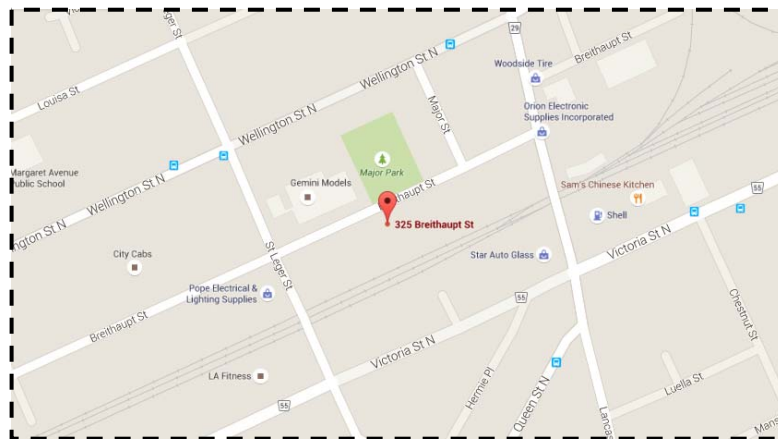 St Leger St
29
Breithaupt St
Woodside Tire
Louisa St
Wellington St N
Wellington St N
Major St
Orion Electronic
Supplies Incorporated
Margaret Avenue
Public School
Major Park
Gemini Models
Breithaupt St
325 Breithaupt St
Sam's Chinese Kitchen
55
Shell
Wellington St N
City Cabs
St Leger St
Star Auto Glass
Victoria St N
Pope Electrical &
Lighting Supplies
55
Breithaupt St
Victoria St N
Chestnut St
LA Fitness
Hermie Pl
Queen St N
Luella St
55